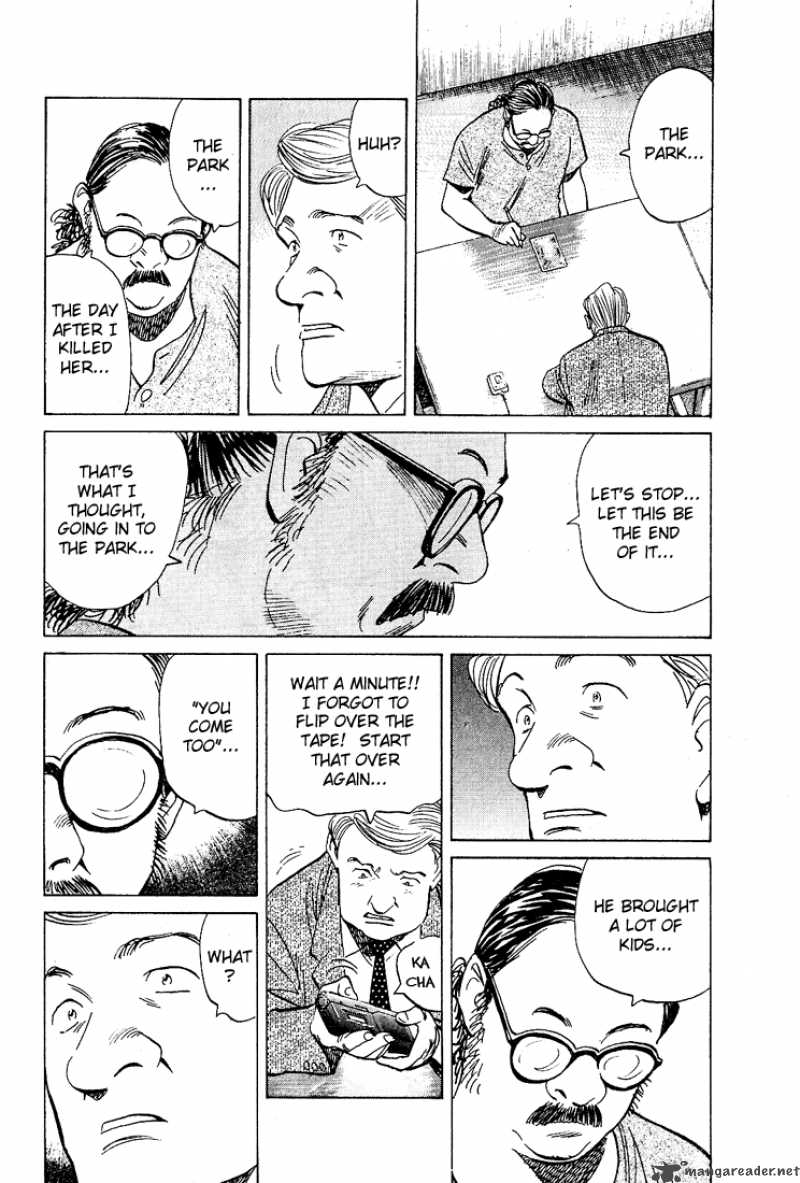 THE
PARK...
HUH?
THE
PARK
...
THE DAY
AFTER I
KILLED
HER...
LET'S STOP...
LET THIS BE
THE END
OF IT...
THAT'S
WHAT I
THOUGHT,
GOING IN TO
THE PARK...
WAIT A MINUTE!!
I FORGOT TO
FLIP OVER THE
TAPE! START
THAT OVER
AGAIN...
KA
CHA
"YOU
COME
TOO"...
HE BROUGHT
A LOT OF
KIDS...
WHAT
?
mangareader.net